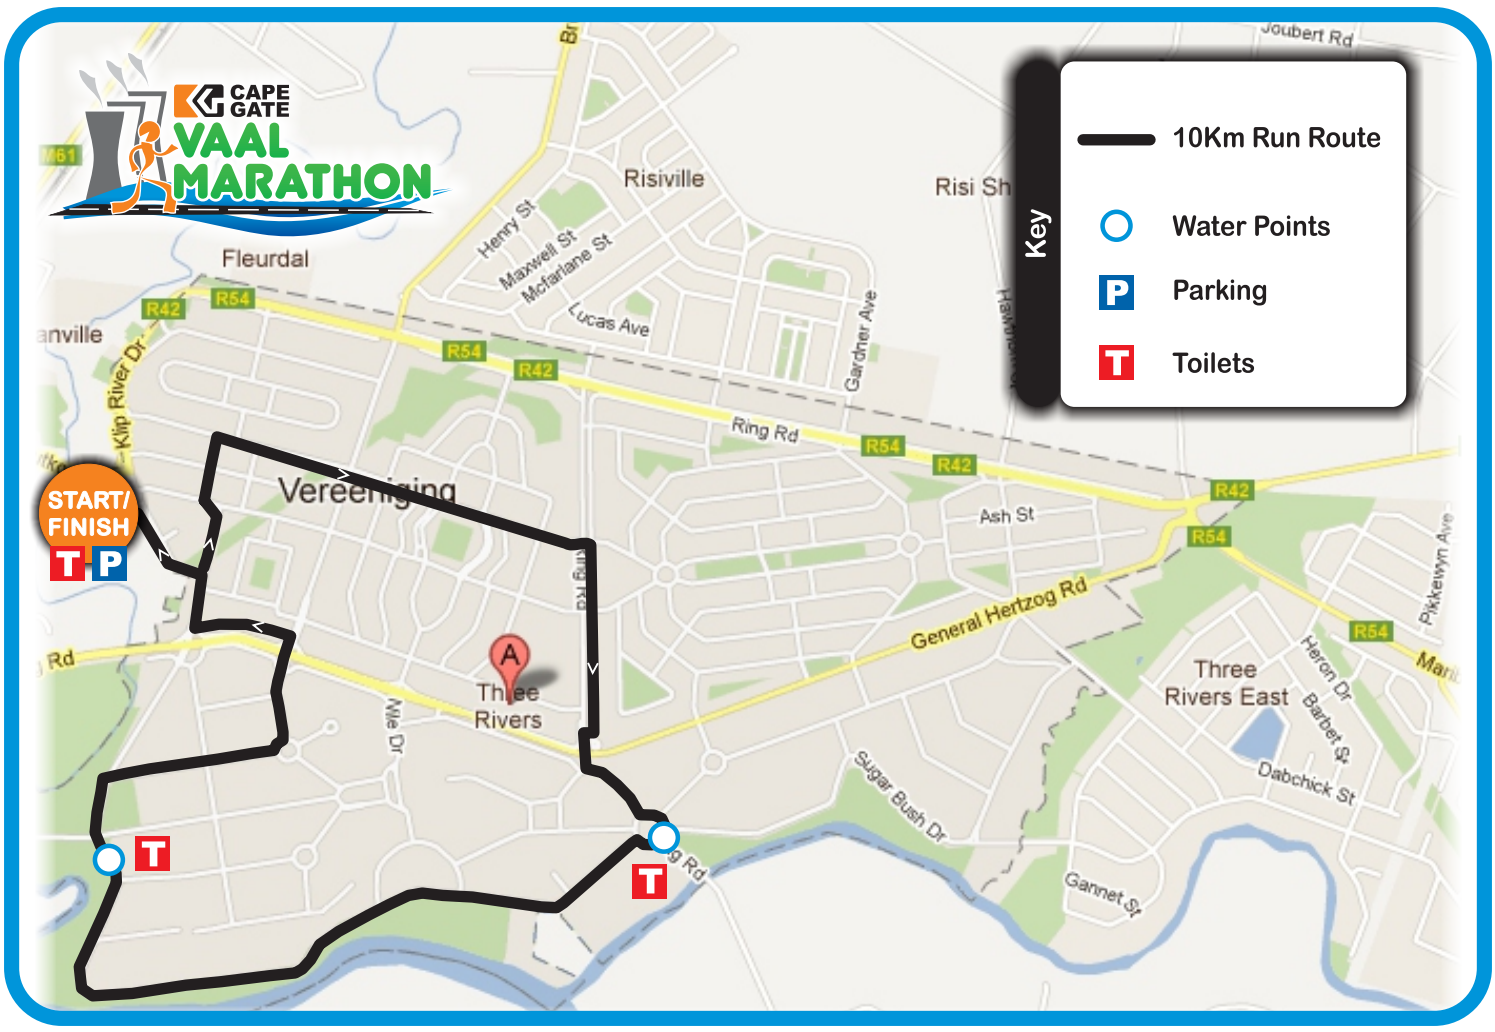 Joubert Rd
CAPE
GATE
VAAL
MARATHON
M61
Key
10Km Run Route
Water Points
P
Parking
T
Toilets
Risiville
Risi Sh
Henry St
Maxwell St
Mcfarlane St
Lucas Ave
Gardner Ave
Fleurdal
R42
R54
anville
Klip River Dr
R54
R42
Ring Rd
R54
R42
R42
R54
Vereeniging
START/
FINISH
T P
Ash St
Ring Rd
General Hertzog Rd
Pikkewyn Ave
R54
g Rd
A
Three
Rivers
Nile Dr
Three
Rivers East
Heron Dr
Barbet St
Dabchick St
Sugar Bush Dr
T
g Rd
T
Gannet St